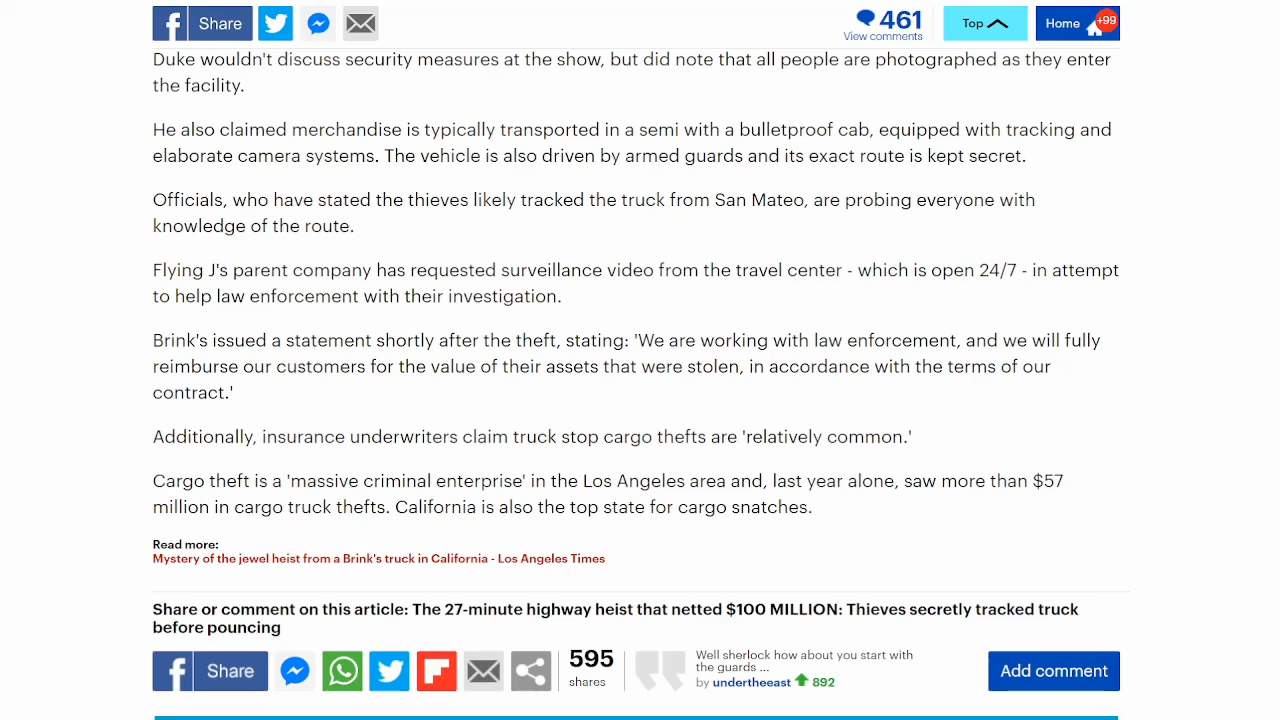 Share
461
View comments
Top
Home
+99
Duke wouldn't discuss security measures at the show, but did note that all people are photographed as they enter
the facility.
He also claimed merchandise is typically transported in a semi with a bulletproof cab, equipped with tracking and
elaborate camera systems. The vehicle is also driven by armed guards and its exact route is kept secret.
Officials, who have stated the thieves likely tracked the truck from San Mateo, are probing everyone with
knowledge of the route.
Flying J's parent company has requested surveillance video from the travel center - which is open 24/7 - in attempt
to help law enforcement with their investigation.
Brink's issued a statement shortly after the theft, stating: 'We are working with law enforcement, and we will fully
reimburse our customers for the value of their assets that were stolen, in accordance with the terms of our
contract.'
Additionally, insurance underwriters claim truck stop cargo thefts are 'relatively common.'
Cargo theft is a 'massive criminal enterprise' in the Los Angeles area and, last year alone, saw more than $57
million in cargo truck thefts. California is also the top state for cargo snatches.
Read more:
Mystery of the jewel heist from a Brink's truck in California - Los Angeles Times
Share or comment on this article: The 27-minute highway heist that netted $100 MILLION: Thieves secretly tracked truck
before pouncing
Share
595
shares
Well sherlock how about you start with
the guards ...
by undertheeast 892
Add comment